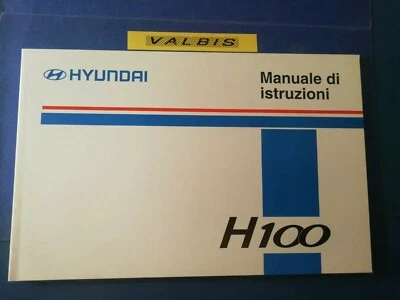 VALBIS
HYUNDAI
Manuale di
istruzioni
H100